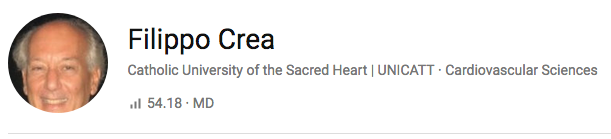 Filippo Crea
Catholic University of the Sacred Heart | UNICATT · Cardiovascular Sciences
54.18 · MD